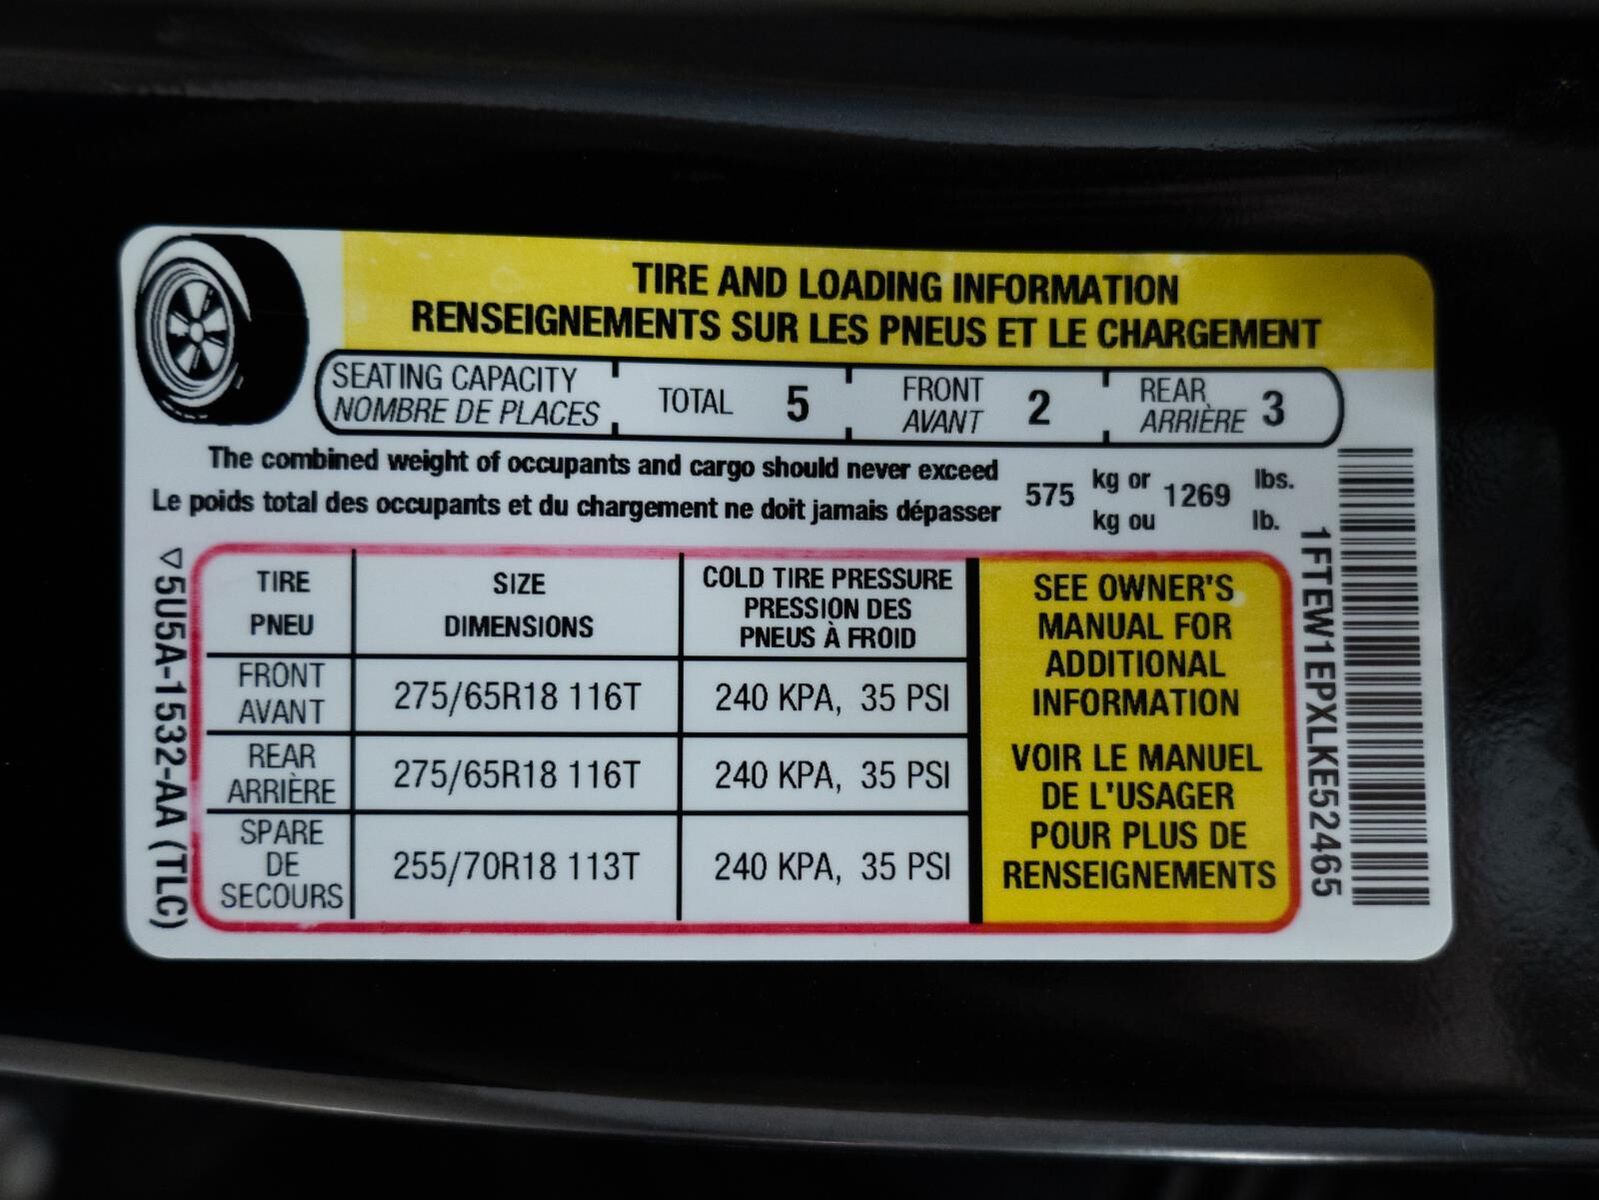 TIRE AND LOADING INFORMATION
RENSEIGNEMENTS SUR LES PNEUS ET LE CHARGEMENT
SEATING CAPACITY
NOMBRE DE PLACES
TOTAL 5
FRONT
AVANT
2
REAR
ARRIÈRE
3
The combined weight of occupants and cargo should never exceed
Le poids total des occupants et du chargement ne doit jamais dépasser
575
kg or
kg ou
1269
lbs.
lb.
5U5A-1532-AA (TLC)
TIRE
PNEU
SIZE
DIMENSIONS
COLD TIRE PRESSURE
PRESSION DES
PNEUS À FROID
FRONT
AVANT
275/65R18 116T
240 KPA, 35 PSI
REAR
ARRIÈRE
275/65R18 116T
240 KPA, 35 PSI
SPARE
DE
SECOURS
255/70R18 113T
240 KPA, 35 PSI
SEE OWNER'S
MANUAL FOR
ADDITIONAL
INFORMATION
VOIR LE MANUEL
DE L'USAGER
POUR PLUS DE
RENSEIGNEMENTS
1FTEW1EPXLKE52465